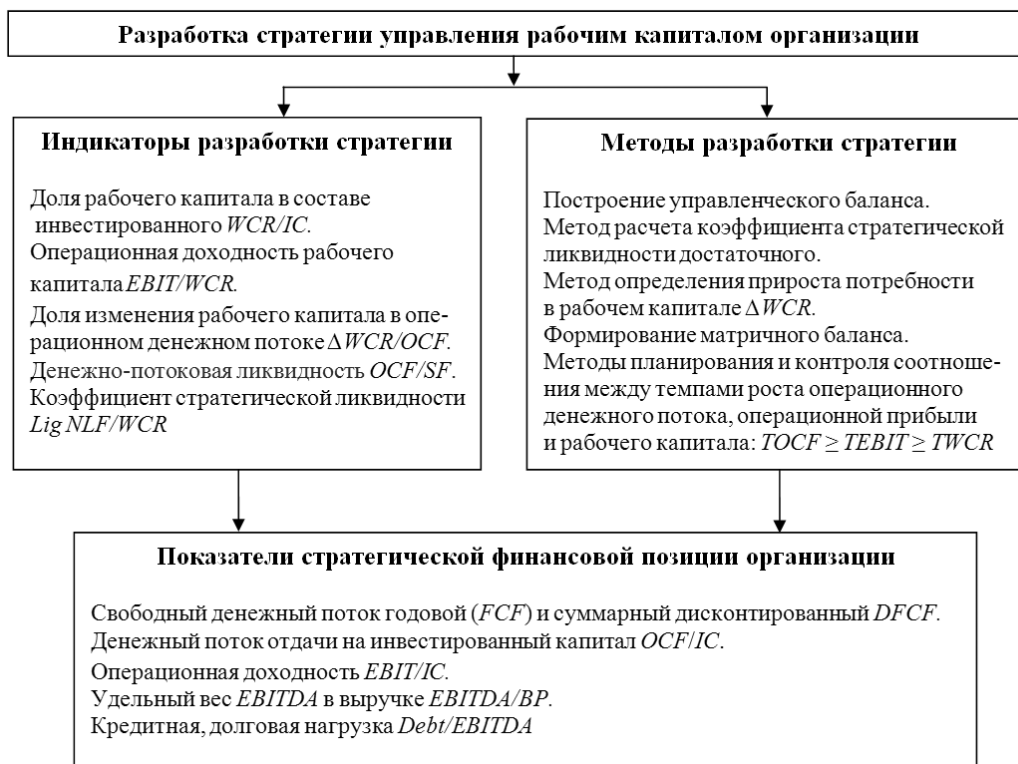 Разработка стратегии управления рабочим капиталом организации
Индикаторы разработки стратегии
Доля рабочего капитала в составе
инвестированного WCR/IC.
Операционная доходность рабочего
капитала EBIT/WCR.
Доля изменения рабочего капитала в опе-
рационном денежном потоке ΔWCR/OCF.
Денежно-потоковая ликвидность OCF/SF.
Коэффициент стратегической ликвидности
Lig NLF/WCR
Методы разработки стратегии
Построение управленческого баланса.
Метод расчета коэффициента стратегической
ликвидности достаточного.
Метод определения прироста потребности
в рабочем капитале ΔWCR.
Формирование матричного баланса.
Методы планирования и контроля соотноше-
ния между темпами роста операционного
денежного потока, операционной прибыли
и рабочего капитала: TOCF ≥ TEBIT ≥ TWCR
Показатели стратегической финансовой позиции организации
Свободный денежный поток годовой (FCF) и суммарный дисконтированный DFCF.
Денежный поток отдачи на инвестированный капитал OCF/IC.
Операционная доходность EBIT/IC.
Удельный вес EBITDA в выручке EBITDA/BP.
Кредитная, долговая нагрузка Debt/EBITDA